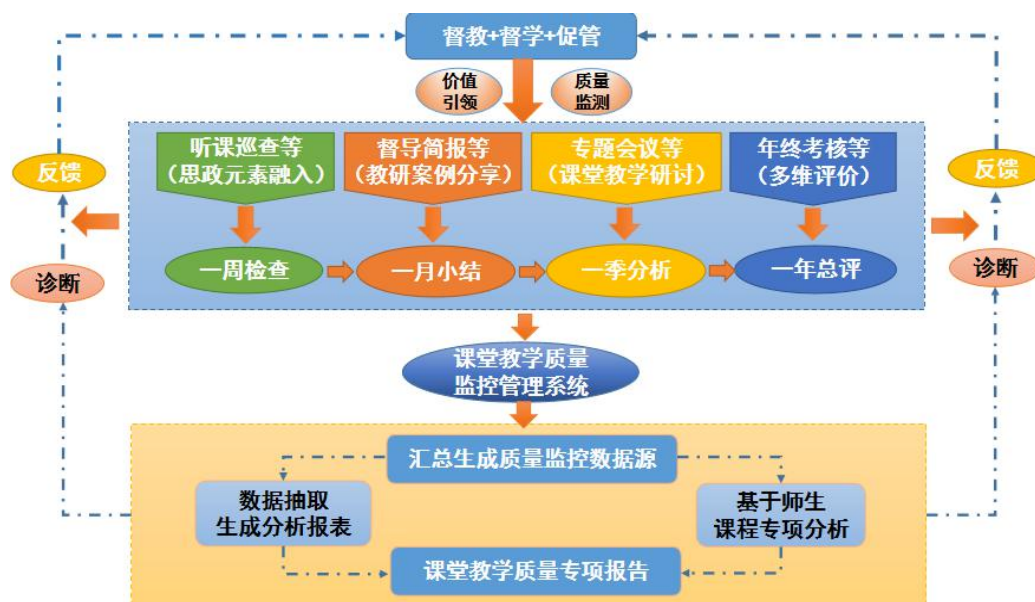 督教+督学+促管
价值
引领
质量
监测
听课巡查等
（思政元素融入）
督导简报等
（教研案例分享）
专题会议等
（课堂教学研讨）
年终考核等
（多维评价）
反馈
反馈
一周检查
一月小结
一季分析
一年总评
诊断
诊断
课堂教学质量
监控管理系统
汇总生成质量监控数据源
数据抽取
生成分析报表
基于师生
课程专项分析
课堂教学质量专项报告